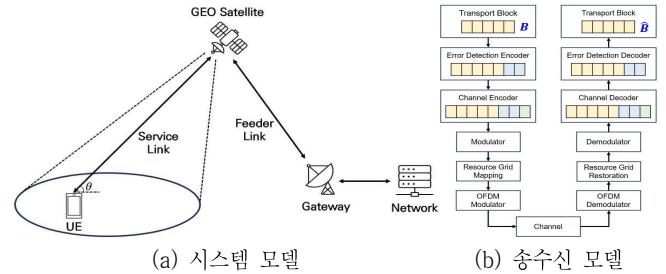 GEO Satellite
Service
Link
Feeder
Link
θ
UE
Gateway
Network
(a) 시스템 모델
Transport Block
B
Error Detection Encoder
Channel Encoder
Modulator
Resource Grid
Mapping
OFDM
Modulator
Channel
Transport Block
B̂
Error Detection Decoder
Channel Decoder
Demodulator
Resource Grid
Restoration
OFDM
Demodulator
(b) 송수신 모델